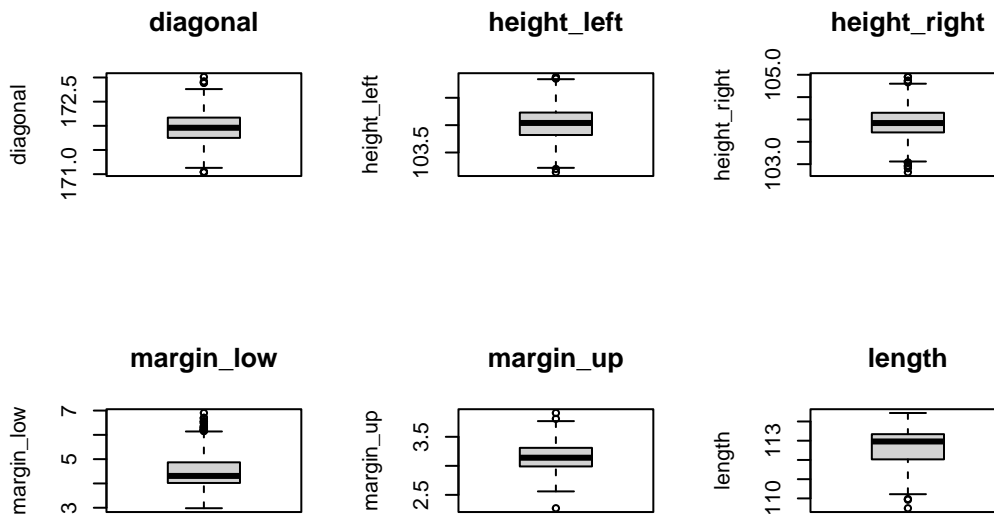 diagonal
height_left
height_right
diagonal
171.0
172.5
height_left
103.5
height_right
103.0
105.0
margin_low
margin_up
length
margin_low
3
5
7
margin_up
2.5
3.5
length
110
113